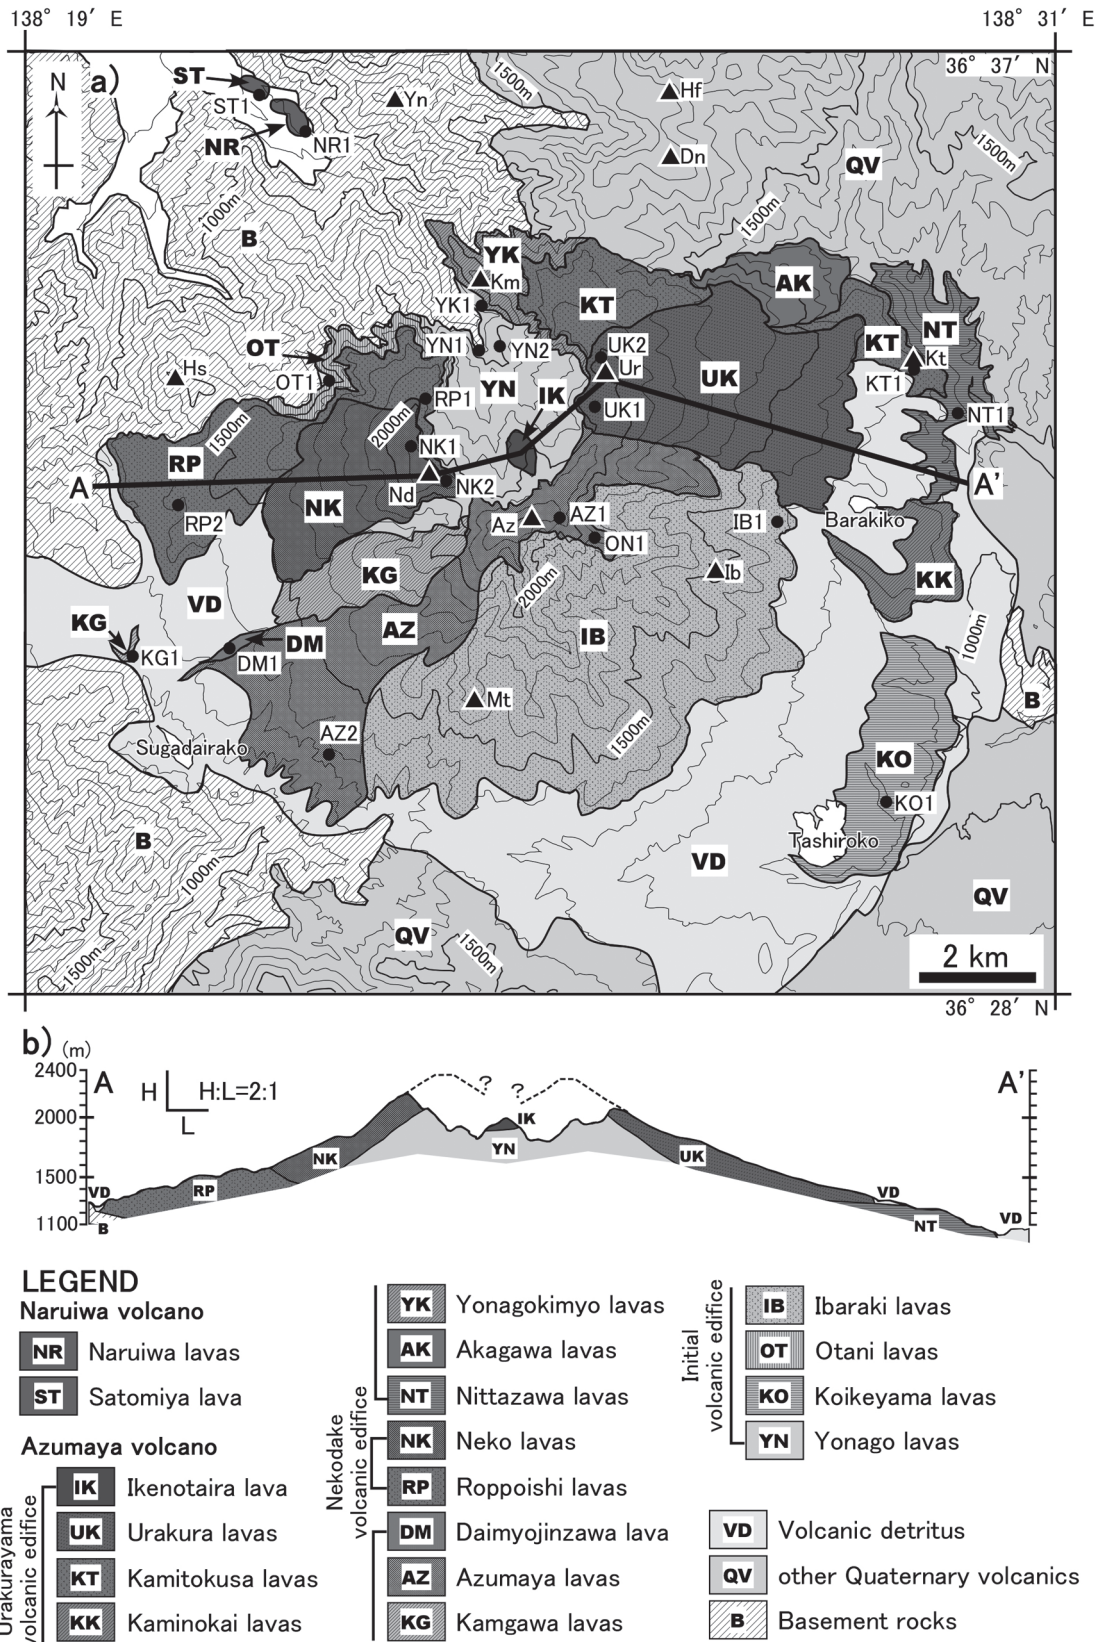 138° 19′ E
138° 31′ E
36° 37′ N
N
a)
ST
ST1
NR
NR1
Yn
1500m
Hf
Dn
QV
1500m
1000m
B
1500m
YK
Km
YK1
KT
AK
OT
YN1
YN2
UK2
Ur
KT
NT
Kt
KT1
Hs
OT1
YN
IK
UK
RP1
UK1
NT1
2000m
1500m
RP
NK1
A
Nd
NK2
A'
RP2
NK
Az
AZ1
ON1
IB1
Barakiko
KG
2000m
Ib
KK
VD
KG
AZ
IB
1000m
KG1
DM
DM1
B
Mt
1500m
Sugadairako
AZ2
KO
KO1
B
Tashiroko
1000m
VD
QV
QV
1500m
1500m
2 km
36° 28′ N
b)
(m)
2400
2000
1500
1100
A
H
L
H:L=2:1
A'
?
?
IK
YN
NK
UK
RP
VD
B
VD
NT
VD
LEGEND
Naruiwa volcano
NR Naruiwa lavas
ST Satomiya lava
Azumaya volcano
Urakurayama
volcanic edifice
IK Ikenotaira lava
UK Urakura lavas
KT Kamitokusa lavas
KK Kaminokai lavas
YK Yonagokimyo lavas
AK Akagawa lavas
NT Nittazawa lavas
Nekodake
volcanic edifice
NK Neko lavas
RP Roppoishi lavas
DM Daimyojinzawa lava
AZ Azumaya lavas
KG Kamgawa lavas
Initial
volcanic edifice
IB Ibaraki lavas
OT Otani lavas
KO Koikeyama lavas
YN Yonago lavas
VD Volcanic detritus
QV other Quaternary volcanics
B Basement rocks